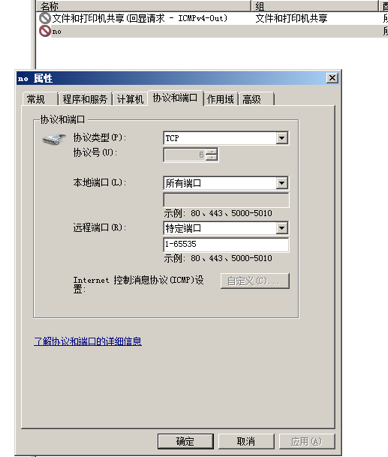 名称 组
文件和打印机共享(回显请求 - ICMPv4-Out) 文件和打印机共享
no
no 属性
常规 程序和服务 计算机 协议和端口 作用域 高级
协议和端口
协议类型(P): TCP
协议号(U): 6
本地端口(L): 所有端口
示例: 80、443、5000-5010
远程端口(R): 特定端口
1-65535
示例: 80、443、5000-5010
Internet 控制消息协议(ICMP)设 自定义(C)...
置:
了解协议和端口的详细信息
确定 取消 应用(A)